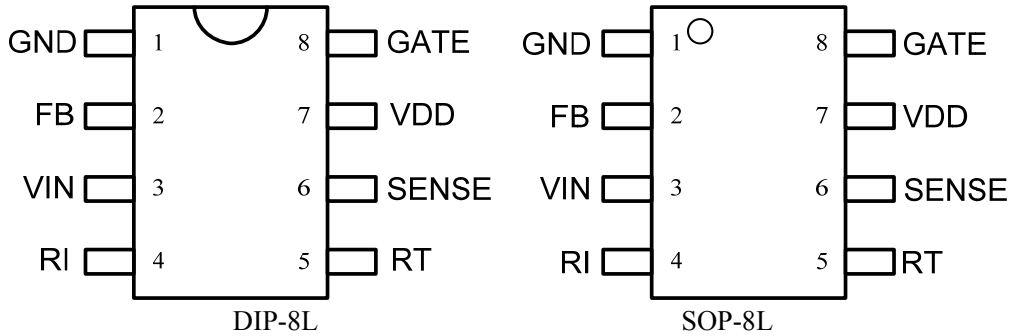 GND 1 8 GATE
FB 2 7 VDD
VIN 3 6 SENSE
RI 4 5 RT
DIP-8L
GND 1 8 GATE
FB 2 7 VDD
VIN 3 6 SENSE
RI 4 5 RT
SOP-8L